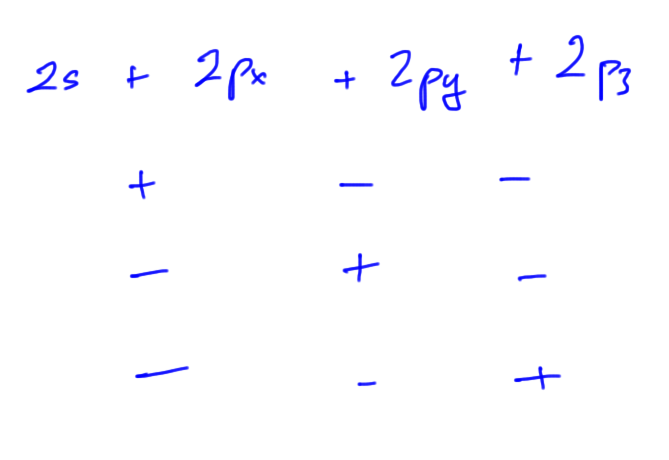 2s + 2px + 2py + 2pz
+ − −
− + −
− - +